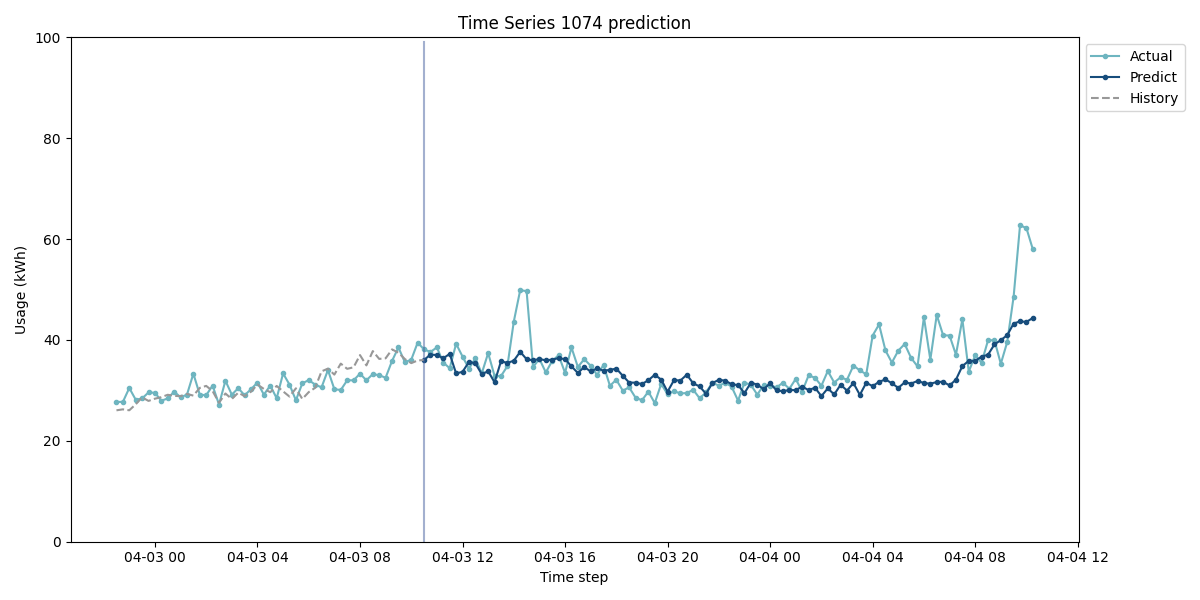 Time Series 1074 prediction
100
80
60
40
20
0
Usage (kWh)
04-03 00 04-03 04 04-03 08 04-03 12 04-03 16 04-03 20 04-04 00 04-04 04 04-04 08 04-04 12
Time step
Actual
Predict
History